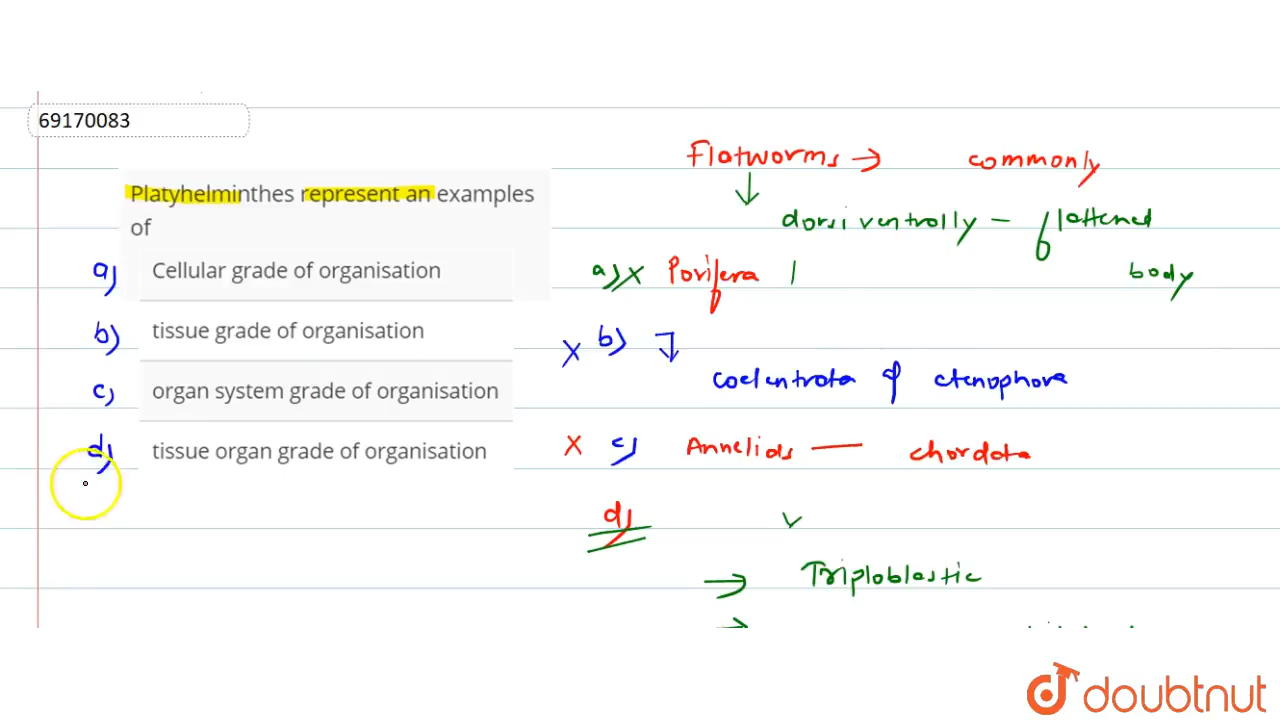 69170083
Platyhelminthes represent an examples
of
a) Cellular grade of organisation
b) tissue grade of organisation
c) organ system grade of organisation
d) tissue organ grade of organisation
Flatworms → commonly
↓
dorsiventrally — flattened
body
a) x Porifera
x b) ↓
coelentrata & ctenophora
x c) Annelids — chordata
d)
→ Triploblastic
→
doubtnut